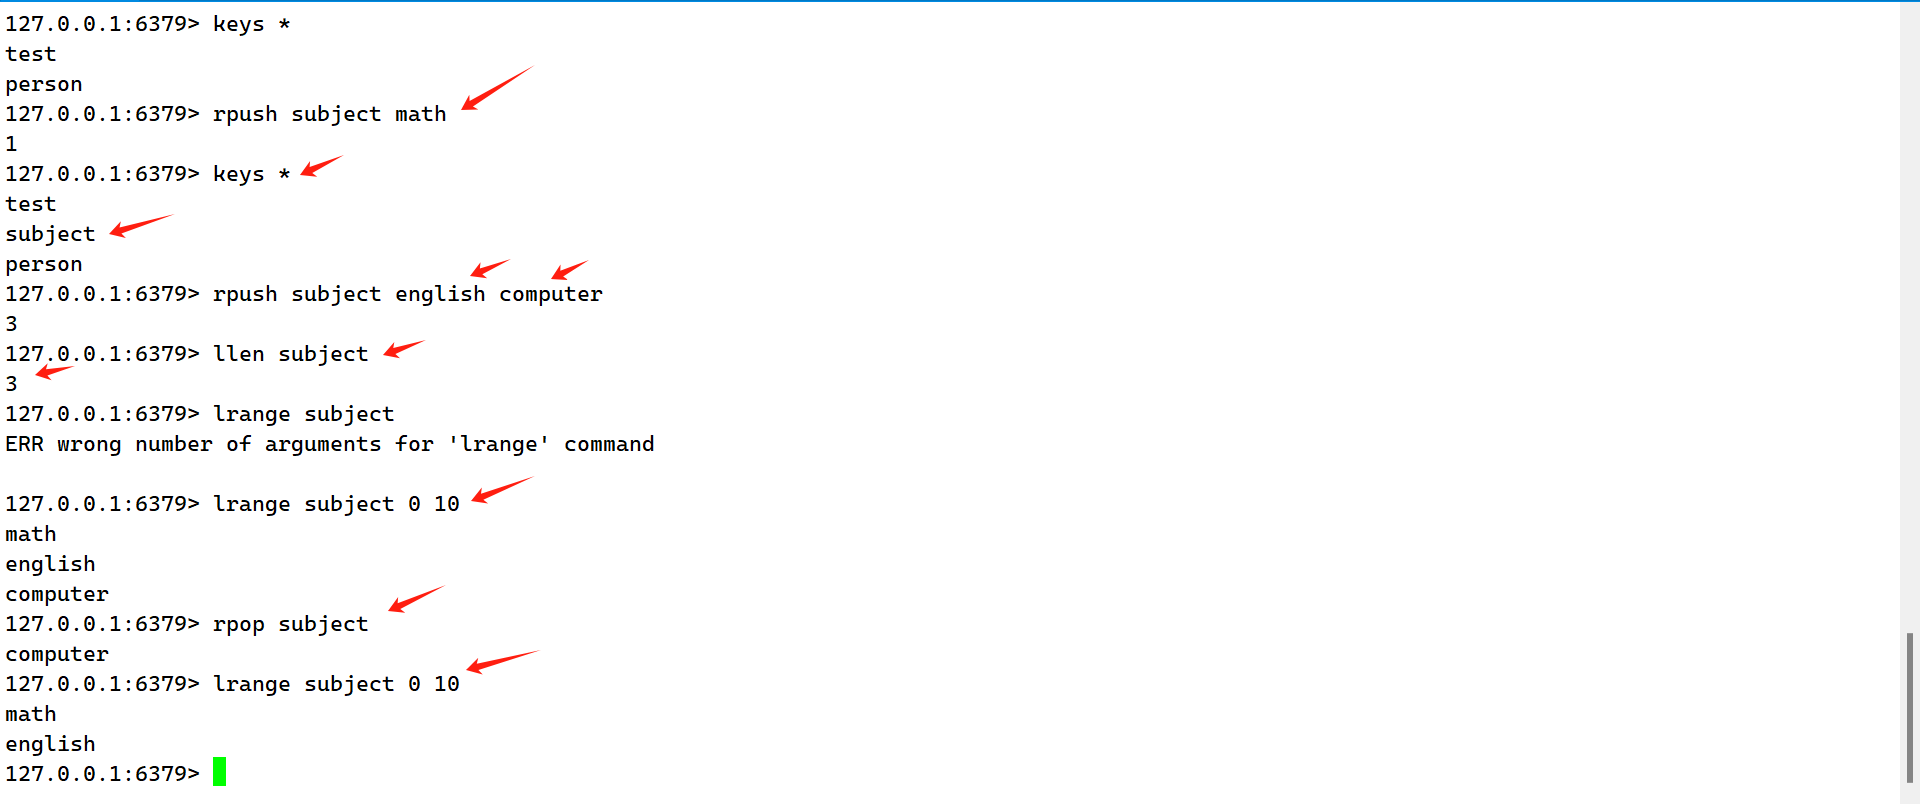 127.0.0.1:6379> keys *
test
person
127.0.0.1:6379> rpush subject math
1
127.0.0.1:6379> keys *
test
subject
person
127.0.0.1:6379> rpush subject english computer
3
127.0.0.1:6379> llen subject
3
127.0.0.1:6379> lrange subject
ERR wrong number of arguments for 'lrange' command
127.0.0.1:6379> lrange subject 0 10
math
english
computer
127.0.0.1:6379> rpop subject
computer
127.0.0.1:6379> lrange subject 0 10
math
english
127.0.0.1:6379>